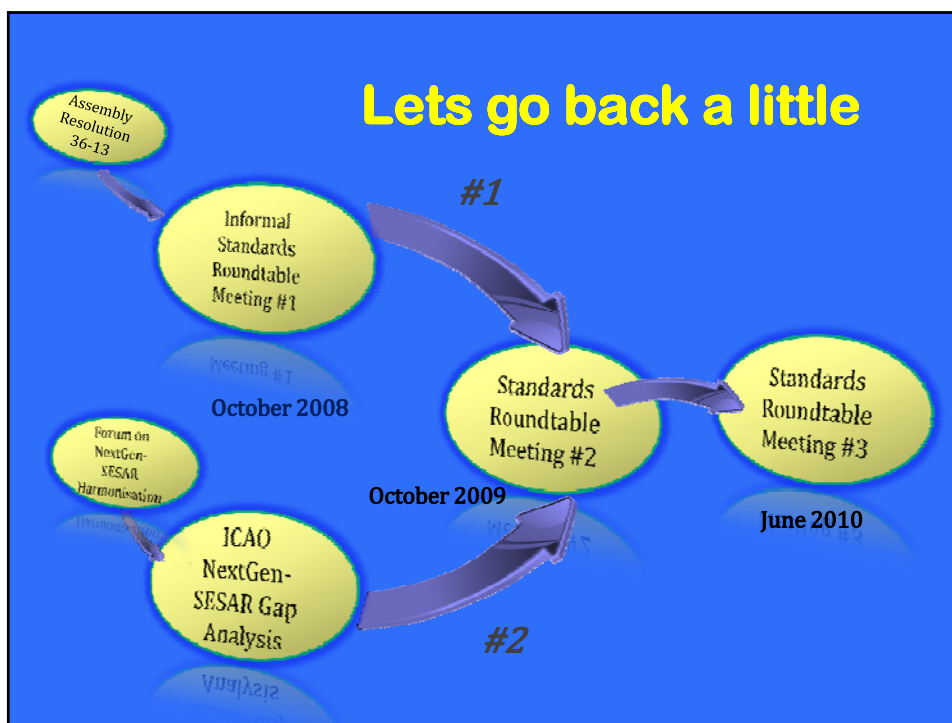 Lets go back a little
Assembly
Resolution
36-13
#1
Informal
Standards
Roundtable
Meeting #1
October 2008
Standards
Roundtable
Meeting #2
October 2009
Standards
Roundtable
Meeting #3
June 2010
Forum on
NextGen-
SESAR
Harmonisation
ICAO
NextGen-
SESAR Gap
Analysis
#2